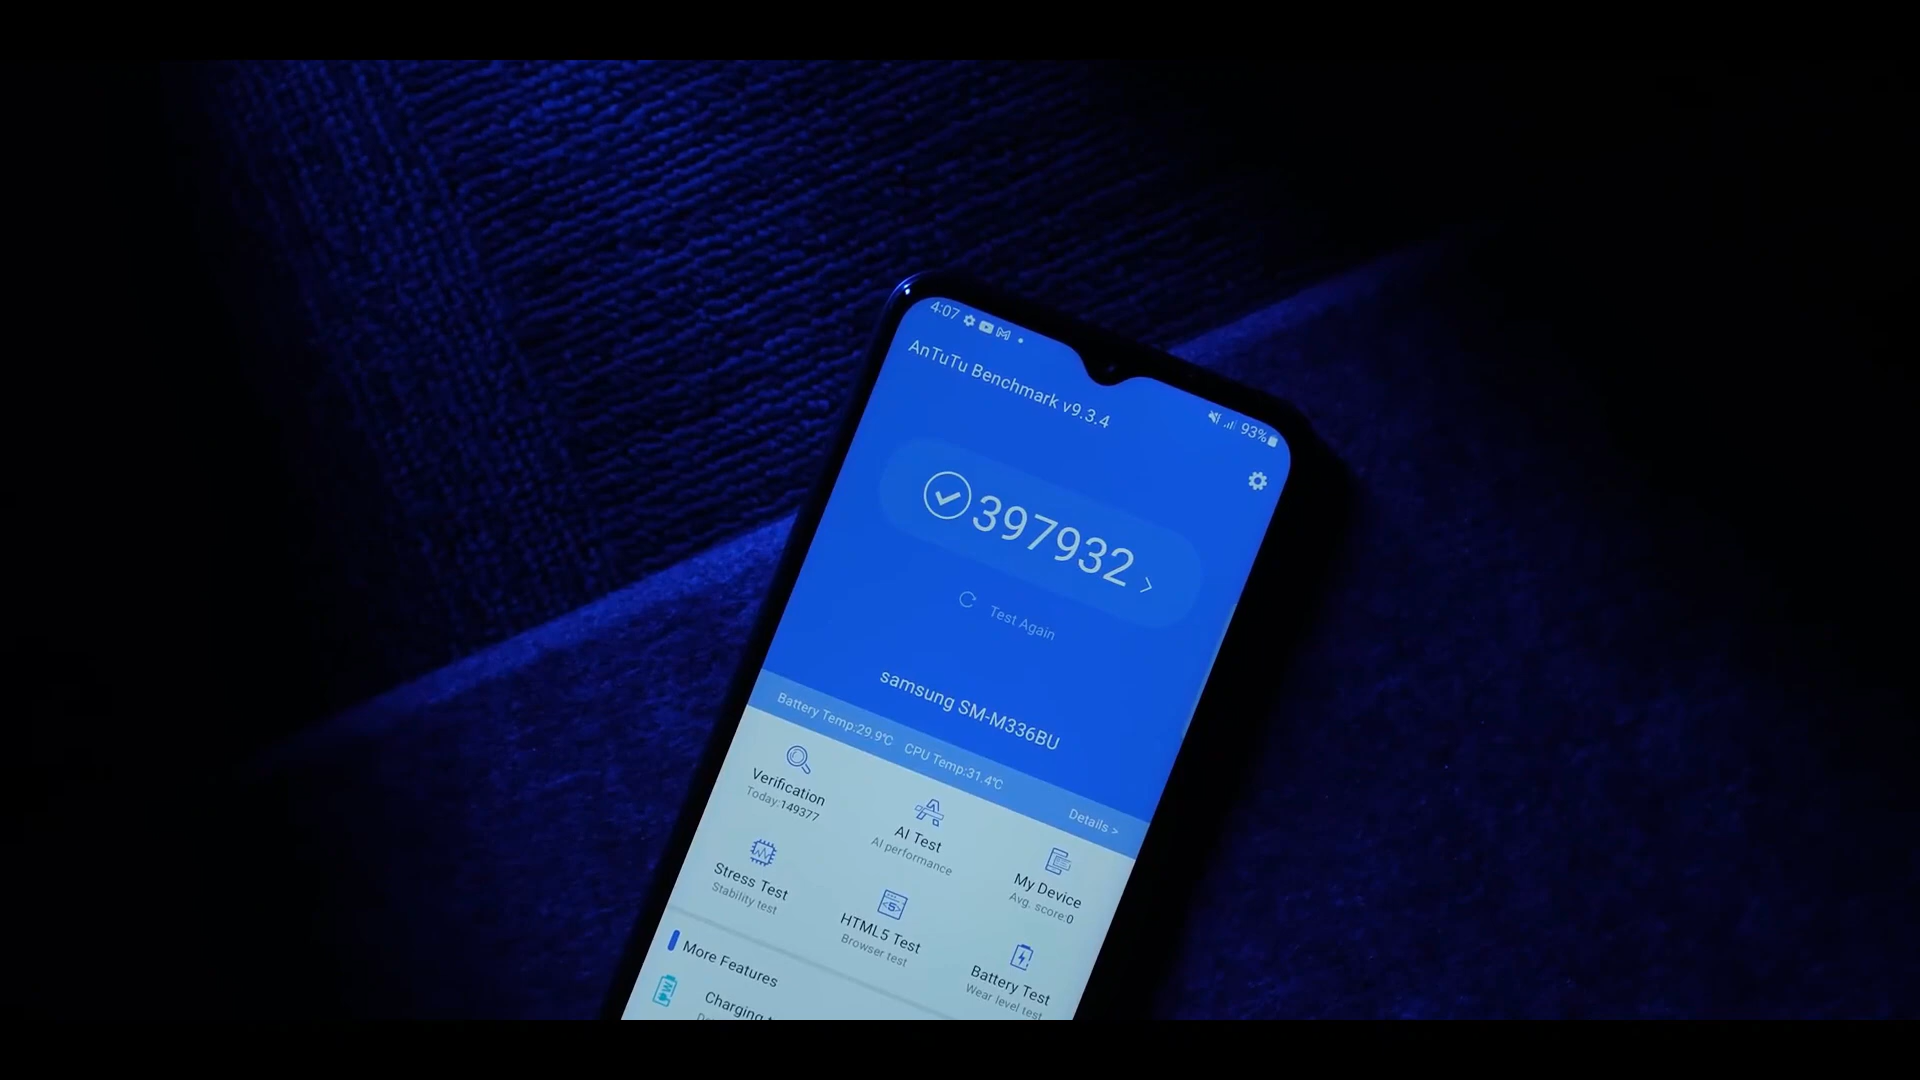 4:07
93%
AnTuTu Benchmark v9.3.4
397932
Test Again
samsung SM-M336BU
Battery Temp:29.9℃ CPU Temp:31.4℃ Details >
Verification
Today:149377
AI Test
AI performance
My Device
Avg. score:0
Stress Test
Stability test
HTML5 Test
Browser test
Battery Test
Wear level test
More Features
Charging